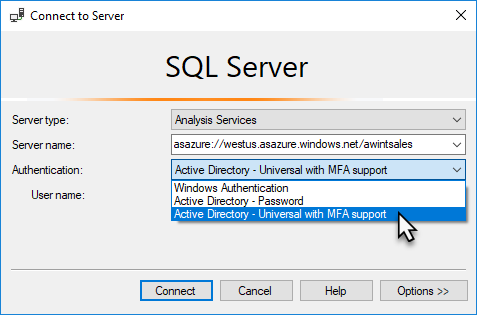 Connect to Server
SQL Server
Server type: Analysis Services
Server name: asazure://westus.asazure.windows.net/awintsales
Authentication: Active Directory - Universal with MFA support
Windows Authentication
User name: Active Directory - Password
Active Directory - Universal with MFA support
Connect Cancel Help Options >>